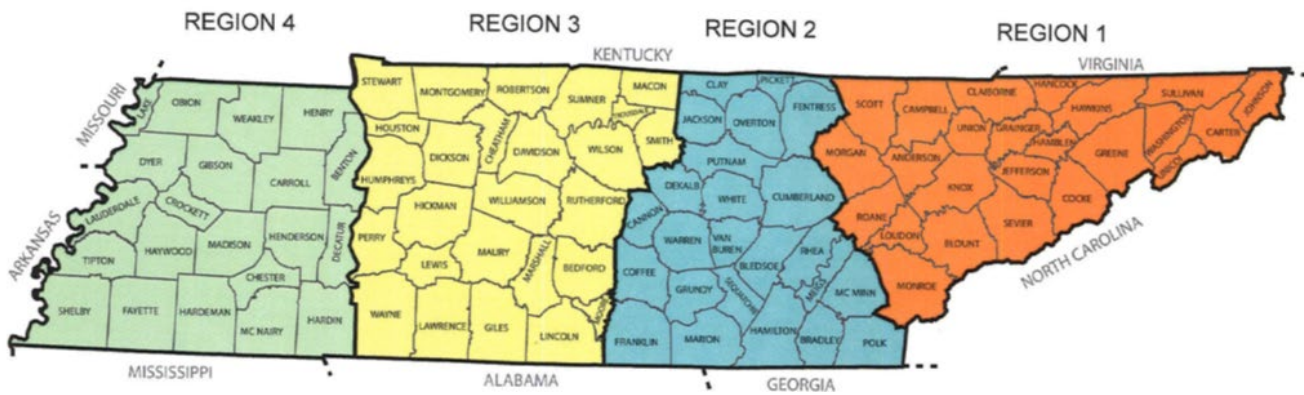 REGION 4
REGION 3
REGION 2
REGION 1
KENTUCKY
VIRGINIA
MISSOURI
ARKANSAS
MISSISSIPPI
ALABAMA
GEORGIA
NORTH CAROLINA
LAKE
OBION
WEAKLEY
HENRY
DYER
GIBSON
CARROLL
BENTON
LAUDERDALE
CROCKETT
TIPTON
HAYWOOD
MADISON
HENDERSON
DECATUR
CHESTER
SHELBY
FAYETTE
HARDEMAN
MC NAIRY
HARDIN
STEWART
MONTGOMERY
ROBERTSON
SUMNER
MACON
TROUSDALE
HOUSTON
DICKSON
CHEATHAM
DAVIDSON
WILSON
SMITH
HUMPHREYS
HICKMAN
WILLIAMSON
RUTHERFORD
PERRY
LEWIS
MAURY
MARSHALL
BEDFORD
WAYNE
LAWRENCE
GILES
LINCOLN
MOORE
CLAY
PICKETT
JACKSON
OVERTON
FENTRESS
PUTNAM
DEKALB
WHITE
CUMBERLAND
CANNON
WARREN
VAN
BUREN
BLEDSOE
RHEA
COFFEE
GRUNDY
SEQUATCHIE
MEIGS
MC MINN
FRANKLIN
MARION
HAMILTON
BRADLEY
POLK
SCOTT
CAMPBELL
CLAIBORNE
HANCOCK
HAWKINS
SULLIVAN
JOHNSON
MORGAN
ANDERSON
UNION
GRAINGER
HAMBLEN
GREENE
WASHINGTON
CARTER
UNICOI
KNOX
JEFFERSON
COCKE
ROANE
LOUDON
BLOUNT
SEVIER
MONROE